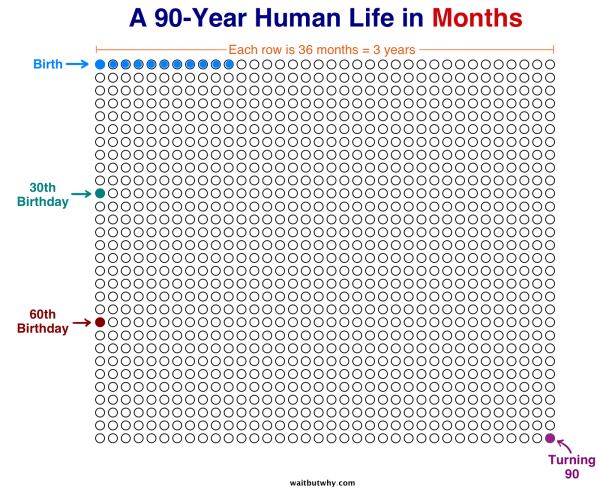 A 90-Year Human Life in Months
Each row is 36 months = 3 years
Birth
30th
Birthday
60th
Birthday
Turning
90
waitbutwhy.com